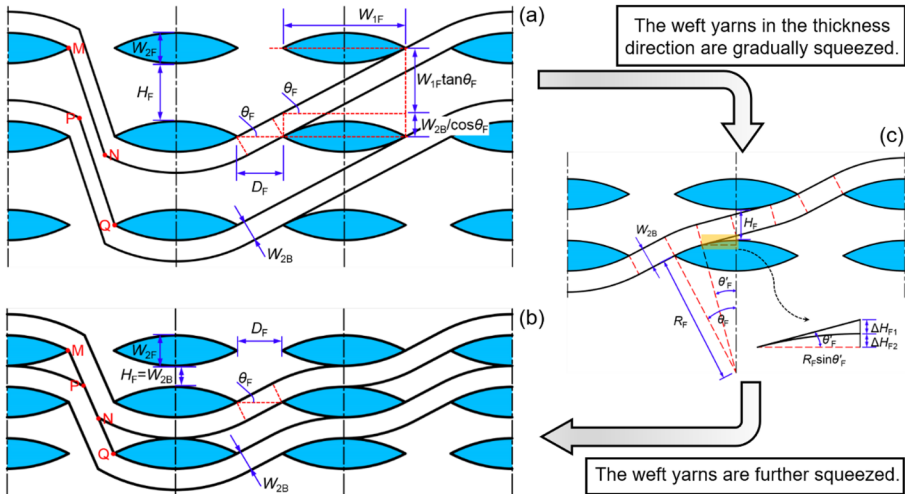 (a)
W1F
M
W2F
HF
P
N
Q
θF
θF
W1FtanθF
W2B/cosθF
DF
W2B
The weft yarns in the thickness
direction are gradually squeezed.
(c)
W2B
HF
θ'F
θF
RF
ΔHF1
ΔHF2
θ'F
RFsinθ'F
(b)
M
W2F
DF
P
HF=W2B
θF
N
Q
W2B
The weft yarns are further squeezed.